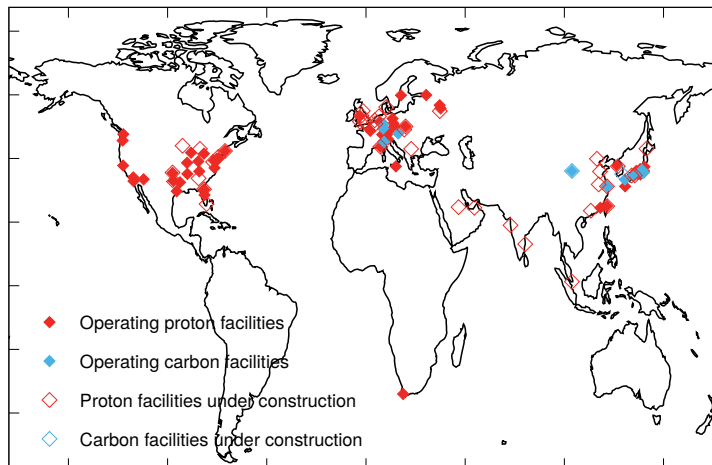 Operating proton facilities
Operating carbon facilities
Proton facilities under construction
Carbon facilities under construction